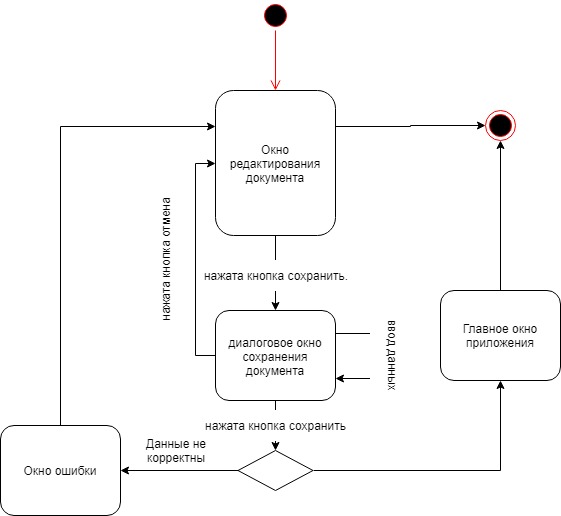 Окно
редактирования
документа
нажата кнопка отмена
нажата кнопка сохранить.
диалоговое окно
сохранения
документа
ввод данных
Главное окно
приложения
нажата кнопка сохранить
Данные не
корректны
Окно ошибки